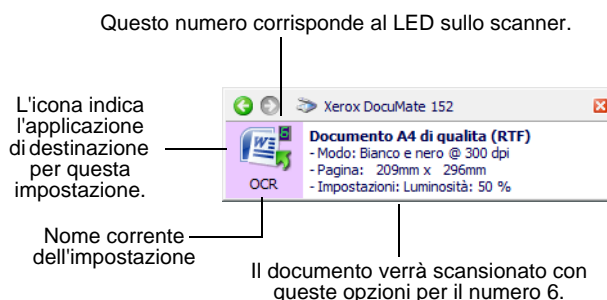 Questo numero corrisponde al LED sullo scanner.
L'icona indica
l'applicazione
di destinazione
per questa
impostazione.
Xerox DocuMate 152
6
Documento A4 di qualita (RTF)
- Modo: Bianco e nero @ 300 dpi
- Pagina: 209mm x 296mm
- Impostazioni: Luminosità: 50 %
OCR
Nome corrente
dell'impostazione
Il documento verrà scansionato con
queste opzioni per il numero 6.